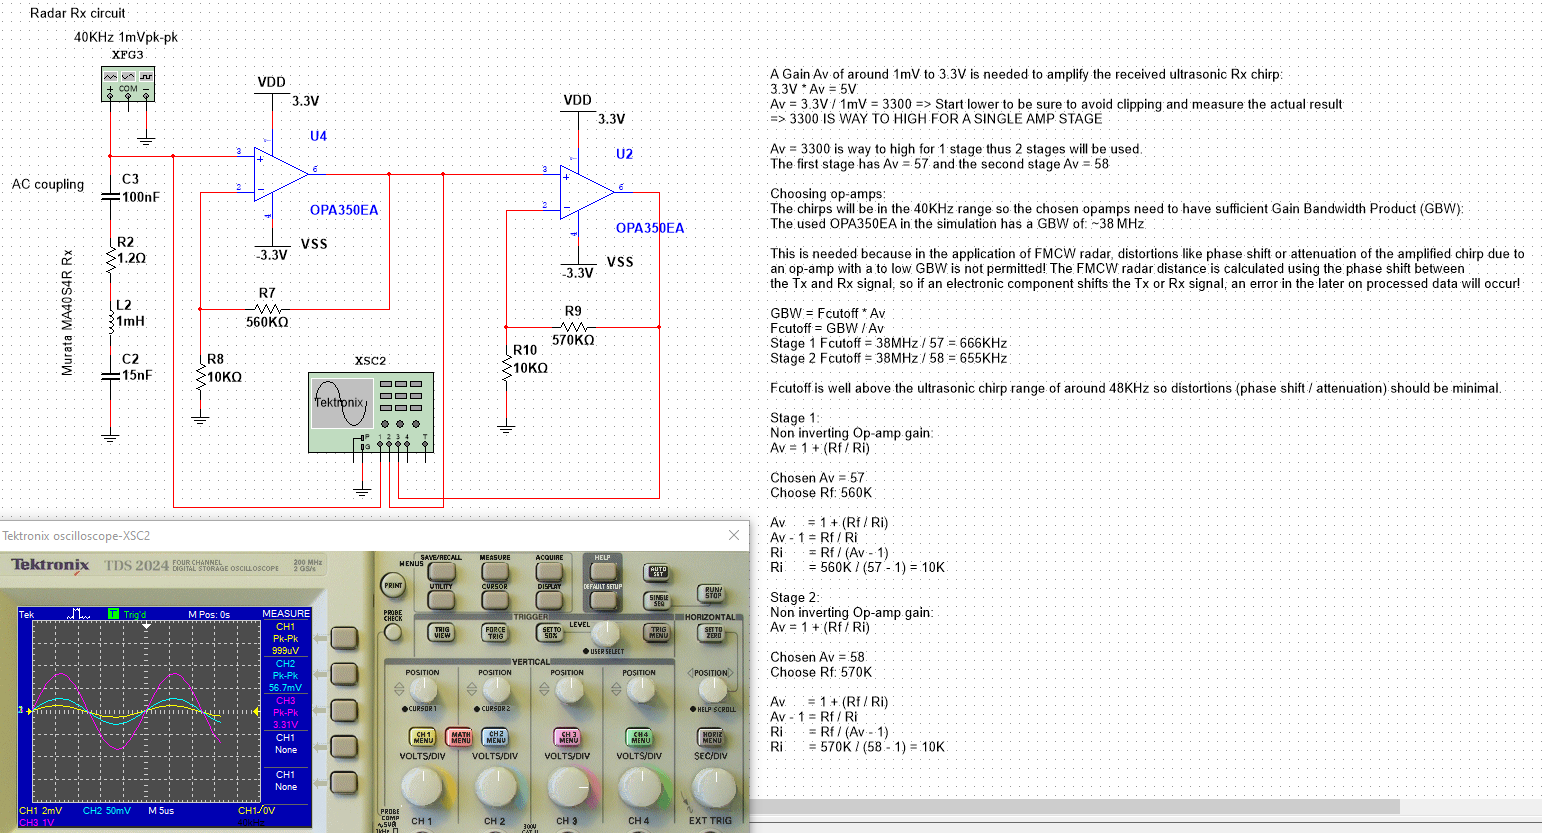 Radar Rx circuit
40KHz 1mVpk-pk
XFG3
+ COM −
AC coupling
C3
100nF
R2
1.2Ω
Murata MA40S4R Rx
L2
1mH
C2
15nF
VDD
3.3V
U4
3
7
6
2
4
OPA350EA
VSS
-3.3V
R7
560KΩ
R8
10KΩ
VDD
3.3V
U2
3
7
6
2
4
OPA350EA
VSS
-3.3V
R9
570KΩ
R10
10KΩ
XSC2
Tektronix
P
G
1 2 3 4 T
A Gain Av of around 1mV to 3.3V is needed to amplify the received ultrasonic Rx chirp:
3.3V * Av = 5V
Av = 3.3V / 1mV = 3300 => Start lower to be sure to avoid clipping and measure the actual result
=> 3300 IS WAY TO HIGH FOR A SINGLE AMP STAGE
Av = 3300 is way to high for 1 stage thus 2 stages will be used.
The first stage has Av = 57 and the second stage Av = 58
Choosing op-amps:
The chirps will be in the 40KHz range so the chosen opamps need to have sufficient Gain Bandwidth Product (GBW):
The used OPA350EA in the simulation has a GBW of: ~38 MHz
This is needed because in the application of FMCW radar, distortions like phase shift or attenuation of the amplified chirp due to
an op-amp with a to low GBW is not permitted! The FMCW radar distance is calculated using the phase shift between
the Tx and Rx signal, so if an electronic component shifts the Tx or Rx signal, an error in the later on processed data will occur!
GBW = Fcutoff * Av
Fcutoff = GBW / Av
Stage 1 Fcutoff = 38MHz / 57 = 666KHz
Stage 2 Fcutoff = 38MHz / 58 = 655KHz
Fcutoff is well above the ultrasonic chirp range of around 48KHz so distortions (phase shift / attenuation) should be minimal.
Stage 1:
Non inverting Op-amp gain:
Av = 1 + (Rf / Ri)
Chosen Av = 57
Choose Rf: 560K
Av = 1 + (Rf / Ri)
Av - 1 = Rf / Ri
Ri = Rf / (Av - 1)
Ri = 560K / (57 - 1) = 10K
Stage 2:
Non inverting Op-amp gain:
Av = 1 + (Rf / Ri)
Chosen Av = 58
Choose Rf: 570K
Av = 1 + (Rf / Ri)
Av - 1 = Rf / Ri
Ri = Rf / (Av - 1)
Ri = 570K / (58 - 1) = 10K
Tektronix oscilloscope-XSC2
Tektronix TDS 2024 FOUR CHANNEL
DIGITAL STORAGE OSCILLOSCOPE
200 MHz
2 GS/s
Tek T Trig'd M Pos: 0s MEASURE
CH1
Pk-Pk
999uV
CH2
Pk-Pk
56.7mV
CH3
Pk-Pk
3.31V
CH1
None
CH1
None
1
CH1 2mV CH2 50mV M 5us CH1/0V
CH3 1V
MENUS
SAVE/RECALL MEASURE ACQUIRE HELP
AUTO SET
PRINT
UTILITY CURSOR DISPLAY DEFAULT SETUP
SINGLE SEQ
RUN/STOP
PROBE CHECK
TRIGGER
LEVEL
HORIZONTAL
TRIG VIEW
FORCE TRIG
SET TO 50%
TRIG MENU
SET TO ZERO
USER SELECT
VERTICAL
POSITION POSITION POSITION POSITION POSITION
CURSOR 1 CURSOR 2 HELP SCROLL
CH 1 MENU
MATH MENU
CH 2 MENU
CH 3 MENU
CH 4 MENU
HORIZ MENU
VOLTS/DIV VOLTS/DIV VOLTS/DIV VOLTS/DIV SEC/DIV
PROBE COMP
~5V
CH 1 CH 2 CH 3 CH 4 EXT TRIG
300V